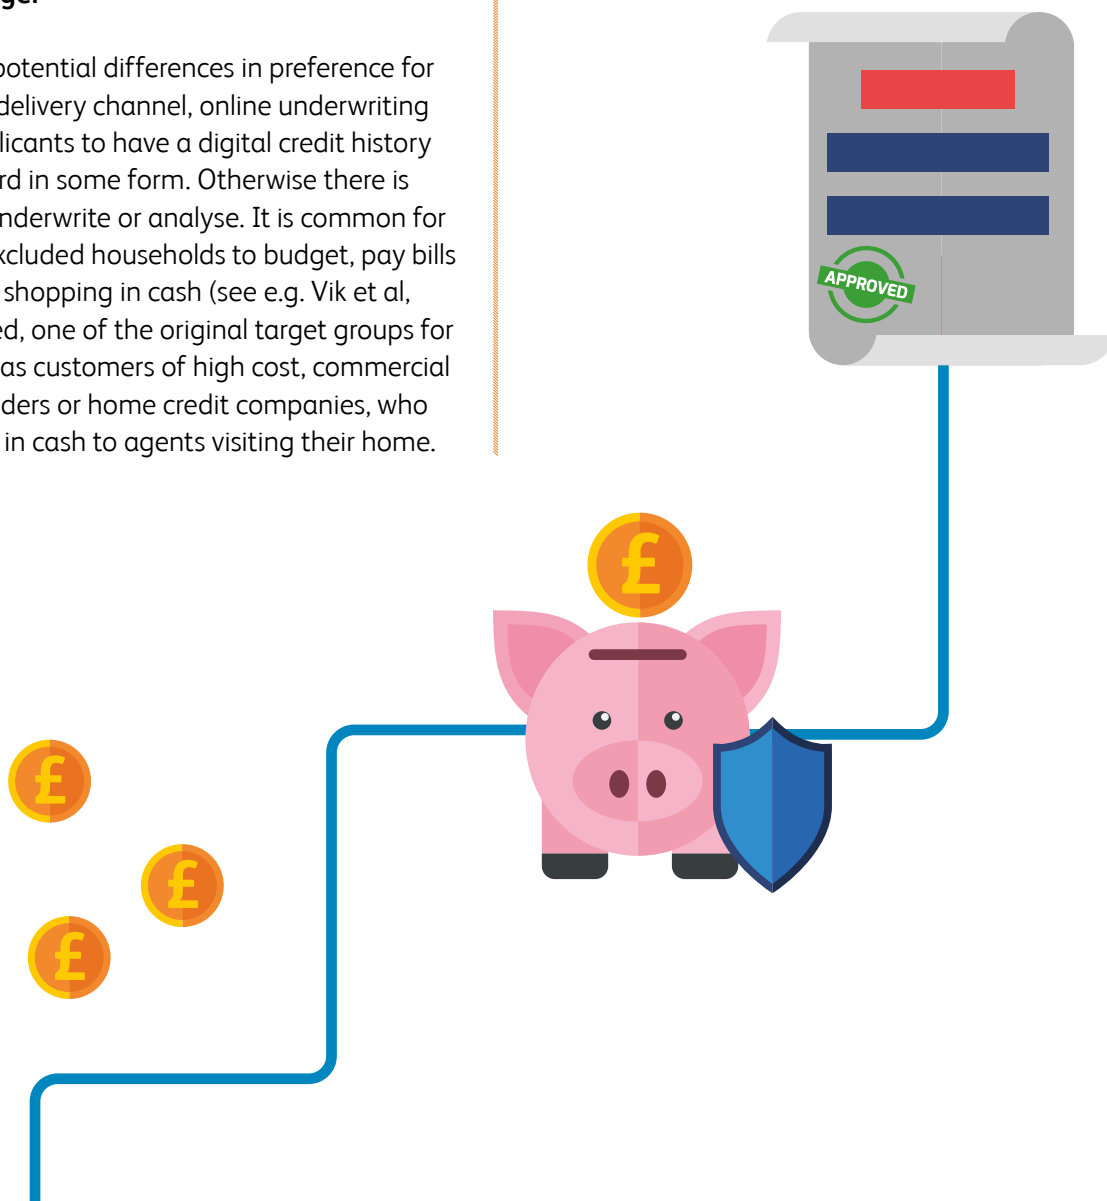 potential differences in preference for
delivery channel, online underwriting
licants to have a digital credit history
rd in some form. Otherwise there is
nderwrite or analyse. It is common for
xcluded households to budget, pay bills
shopping in cash (see e.g. Vik et al,
ed, one of the original target groups for
as customers of high cost, commercial
ders or home credit companies, who
in cash to agents visiting their home.
APPROVED
£
£
£
£